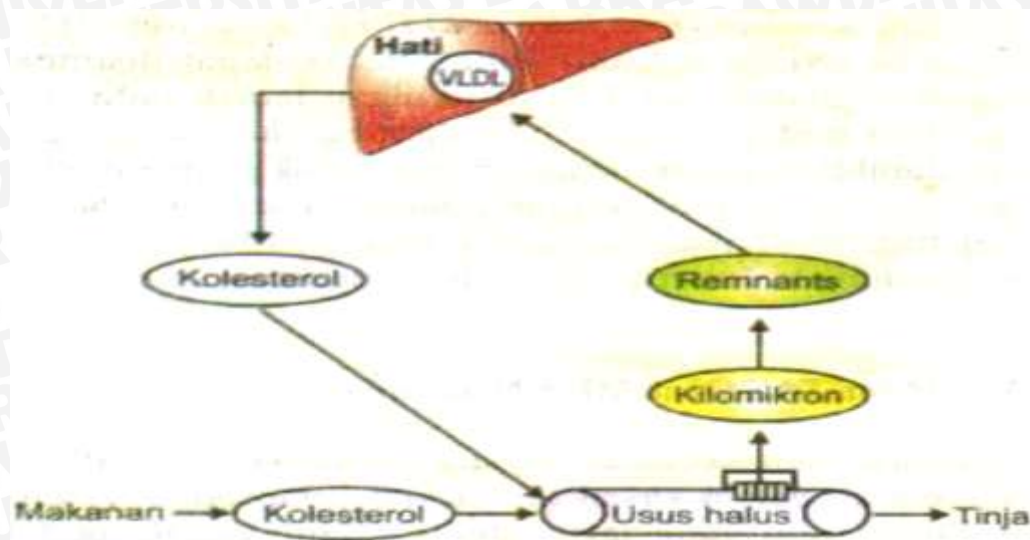 Hati
VLDL
Kolesterol
Remnants
Kilomikron
Makanan
Kolesterol
Usus halus
Tinja